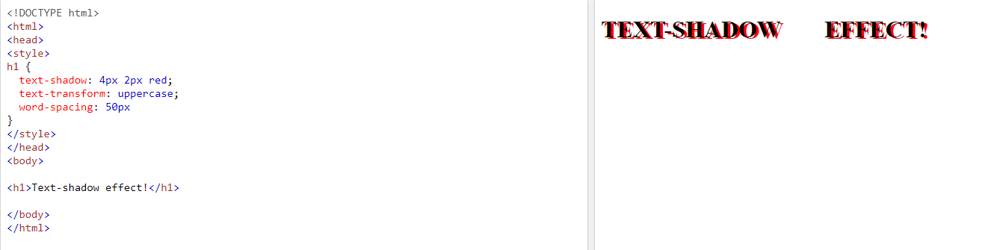 <!DOCTYPE html>
<html>
<head>
<style>
h1 {
  text-shadow: 4px 2px red;
  text-transform: uppercase;
  word-spacing: 50px
}
</style>
</head>
<body>

<h1>Text-shadow effect!</h1>

</body>
</html>
TEXT-SHADOW EFFECT!